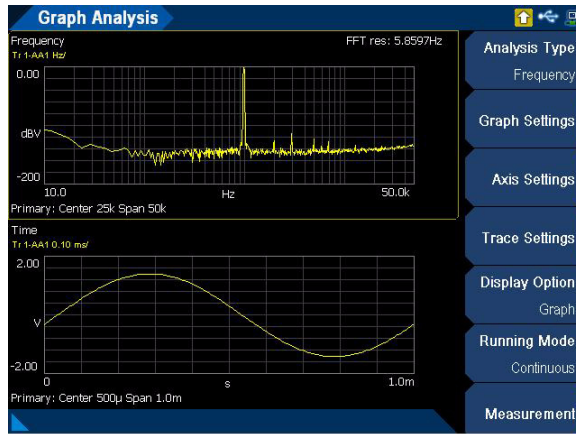 Graph Analysis
Frequency
FFT res: 5.8597Hz
Tr 1-AA1 Hz/
0.00
dBV
-200
10.0
Hz
50.0k
Primary: Center 25k Span 50k
Time
Tr 1-AA1 0.10 ms/
2.00
V
-2.00
0
s
1.0m
Primary: Center 500μ Span 1.0m
Analysis Type
Frequency
Graph Settings
Axis Settings
Trace Settings
Display Option
Graph
Running Mode
Continuous
Measurement